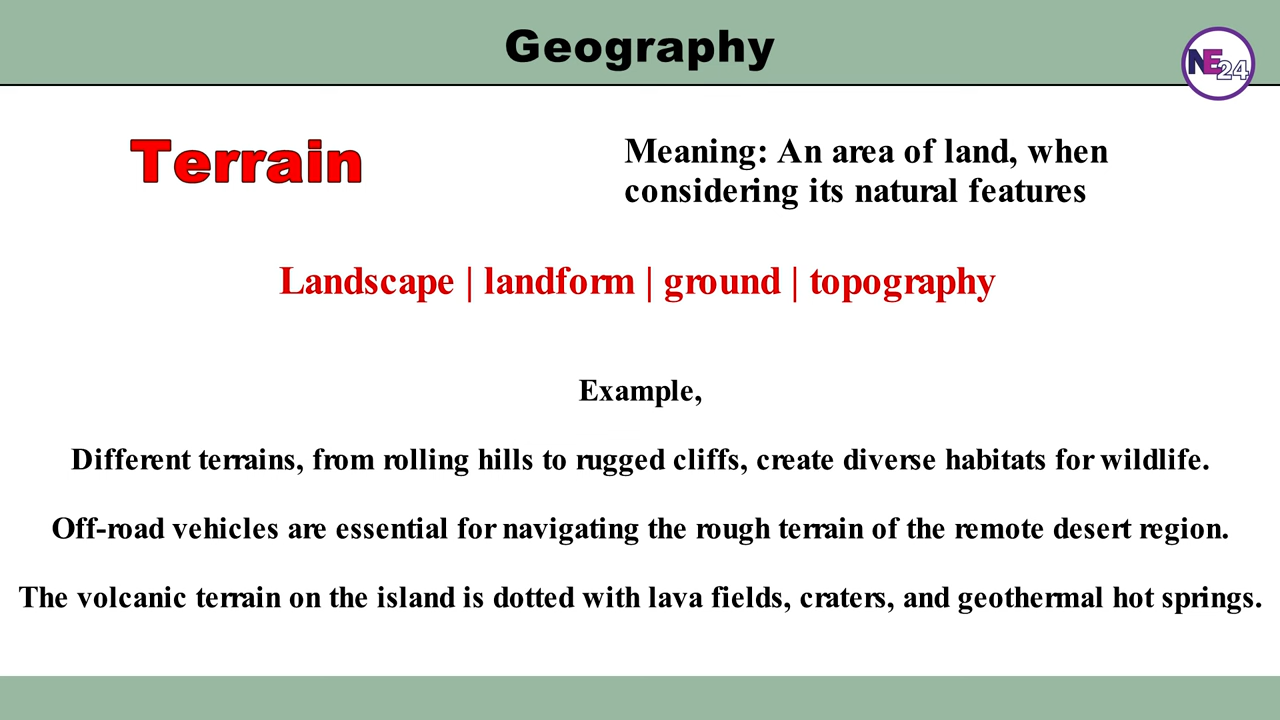 Geography
NE24
Terrain
Meaning: An area of land, when
considering its natural features
Landscape | landform | ground | topography
Example,
Different terrains, from rolling hills to rugged cliffs, create diverse habitats for wildlife.
Off-road vehicles are essential for navigating the rough terrain of the remote desert region.
The volcanic terrain on the island is dotted with lava fields, craters, and geothermal hot springs.